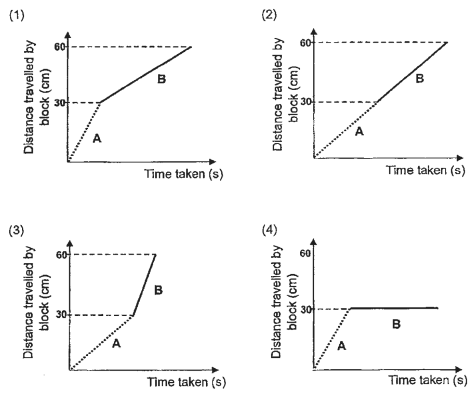 (1)
Distance travelled by
block (cm)
60
30
A
B
Time taken (s)
(2)
Distance travelled by
block (cm)
60
30
A
B
Time taken (s)
(3)
Distance travelled by
block (cm)
60
30
A
B
Time taken (s)
(4)
Distance travelled by
block (cm)
60
30
A
B
Time taken (s)